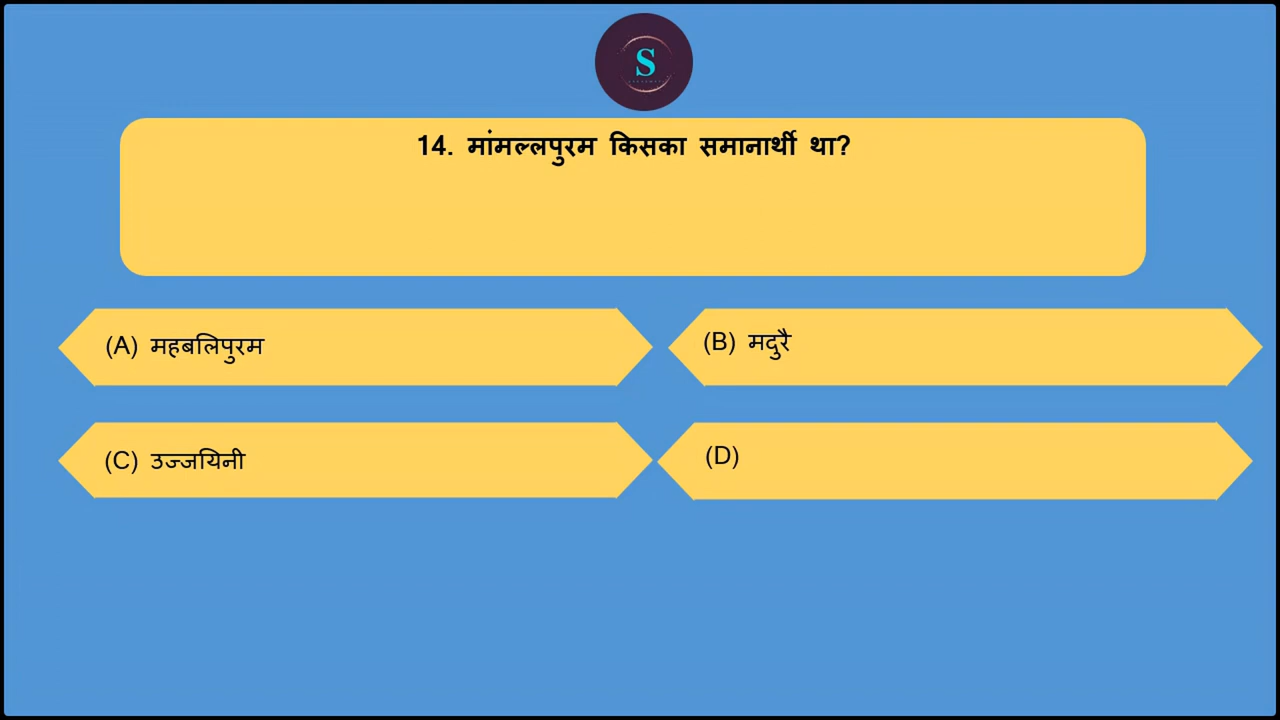 S
14. मांमल्लपुरम किसका समानार्थी था?
(A) महबलिपुरम
(B) मदुरै
(C) उज्जयिनी
(D)